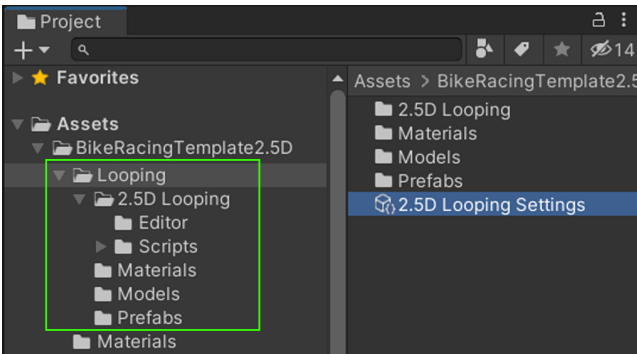 Project
14
Favorites
Assets
BikeRacingTemplate2.5D
Looping
2.5D Looping
Editor
Scripts
Materials
Models
Prefabs
Materials
Assets > BikeRacingTemplate2.5
2.5D Looping
Materials
Models
Prefabs
2.5D Looping Settings